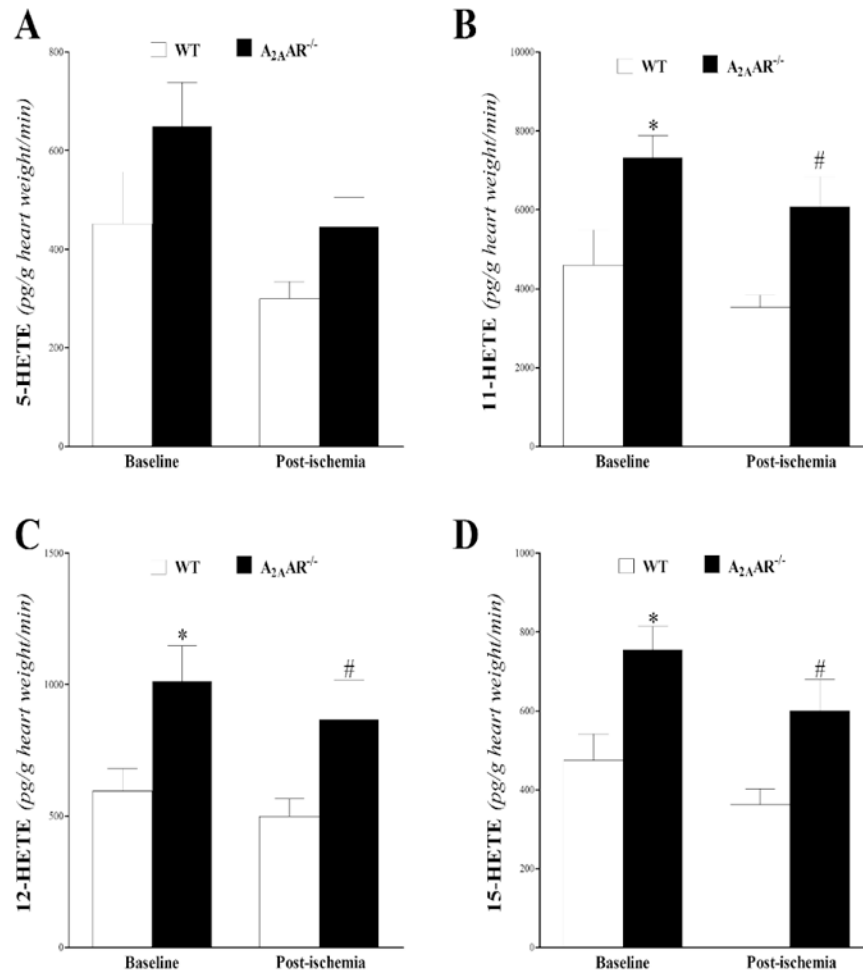 A
WT A₂ₐAR⁻/⁻
5-HETE (pg/g heart weight/min)
800
600
400
200
0
Baseline Post-ischemia
B
WT A₂ₐAR⁻/⁻
11-HETE (pg/g heart weight/min)
10000
8000
6000
4000
2000
0
*
#
Baseline Post-ischemia
C
WT A₂ₐAR⁻/⁻
12-HETE (pg/g heart weight/min)
1500
1000
500
0
*
#
Baseline Post-ischemia
D
WT A₂ₐAR⁻/⁻
15-HETE (pg/g heart weight/min)
1000
800
600
400
200
0
*
#
Baseline Post-ischemia